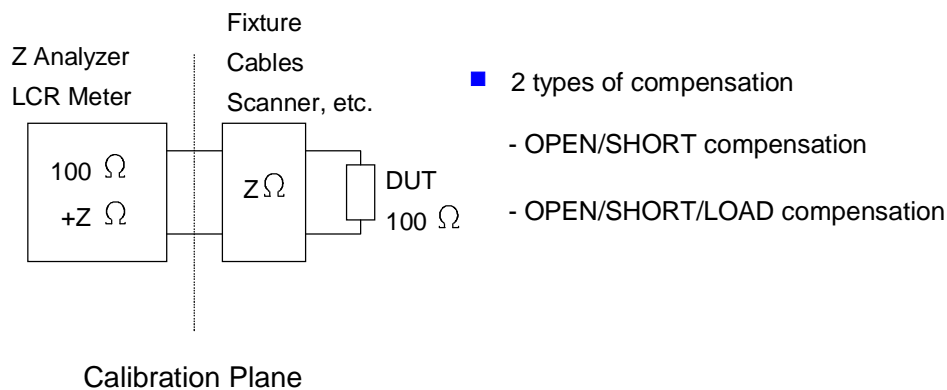 Z Analyzer
LCR Meter
100 Ω
+Z Ω
Fixture
Cables
Scanner, etc.
ZΩ
DUT
100 Ω
2 types of compensation
- OPEN/SHORT compensation
- OPEN/SHORT/LOAD compensation
Calibration Plane